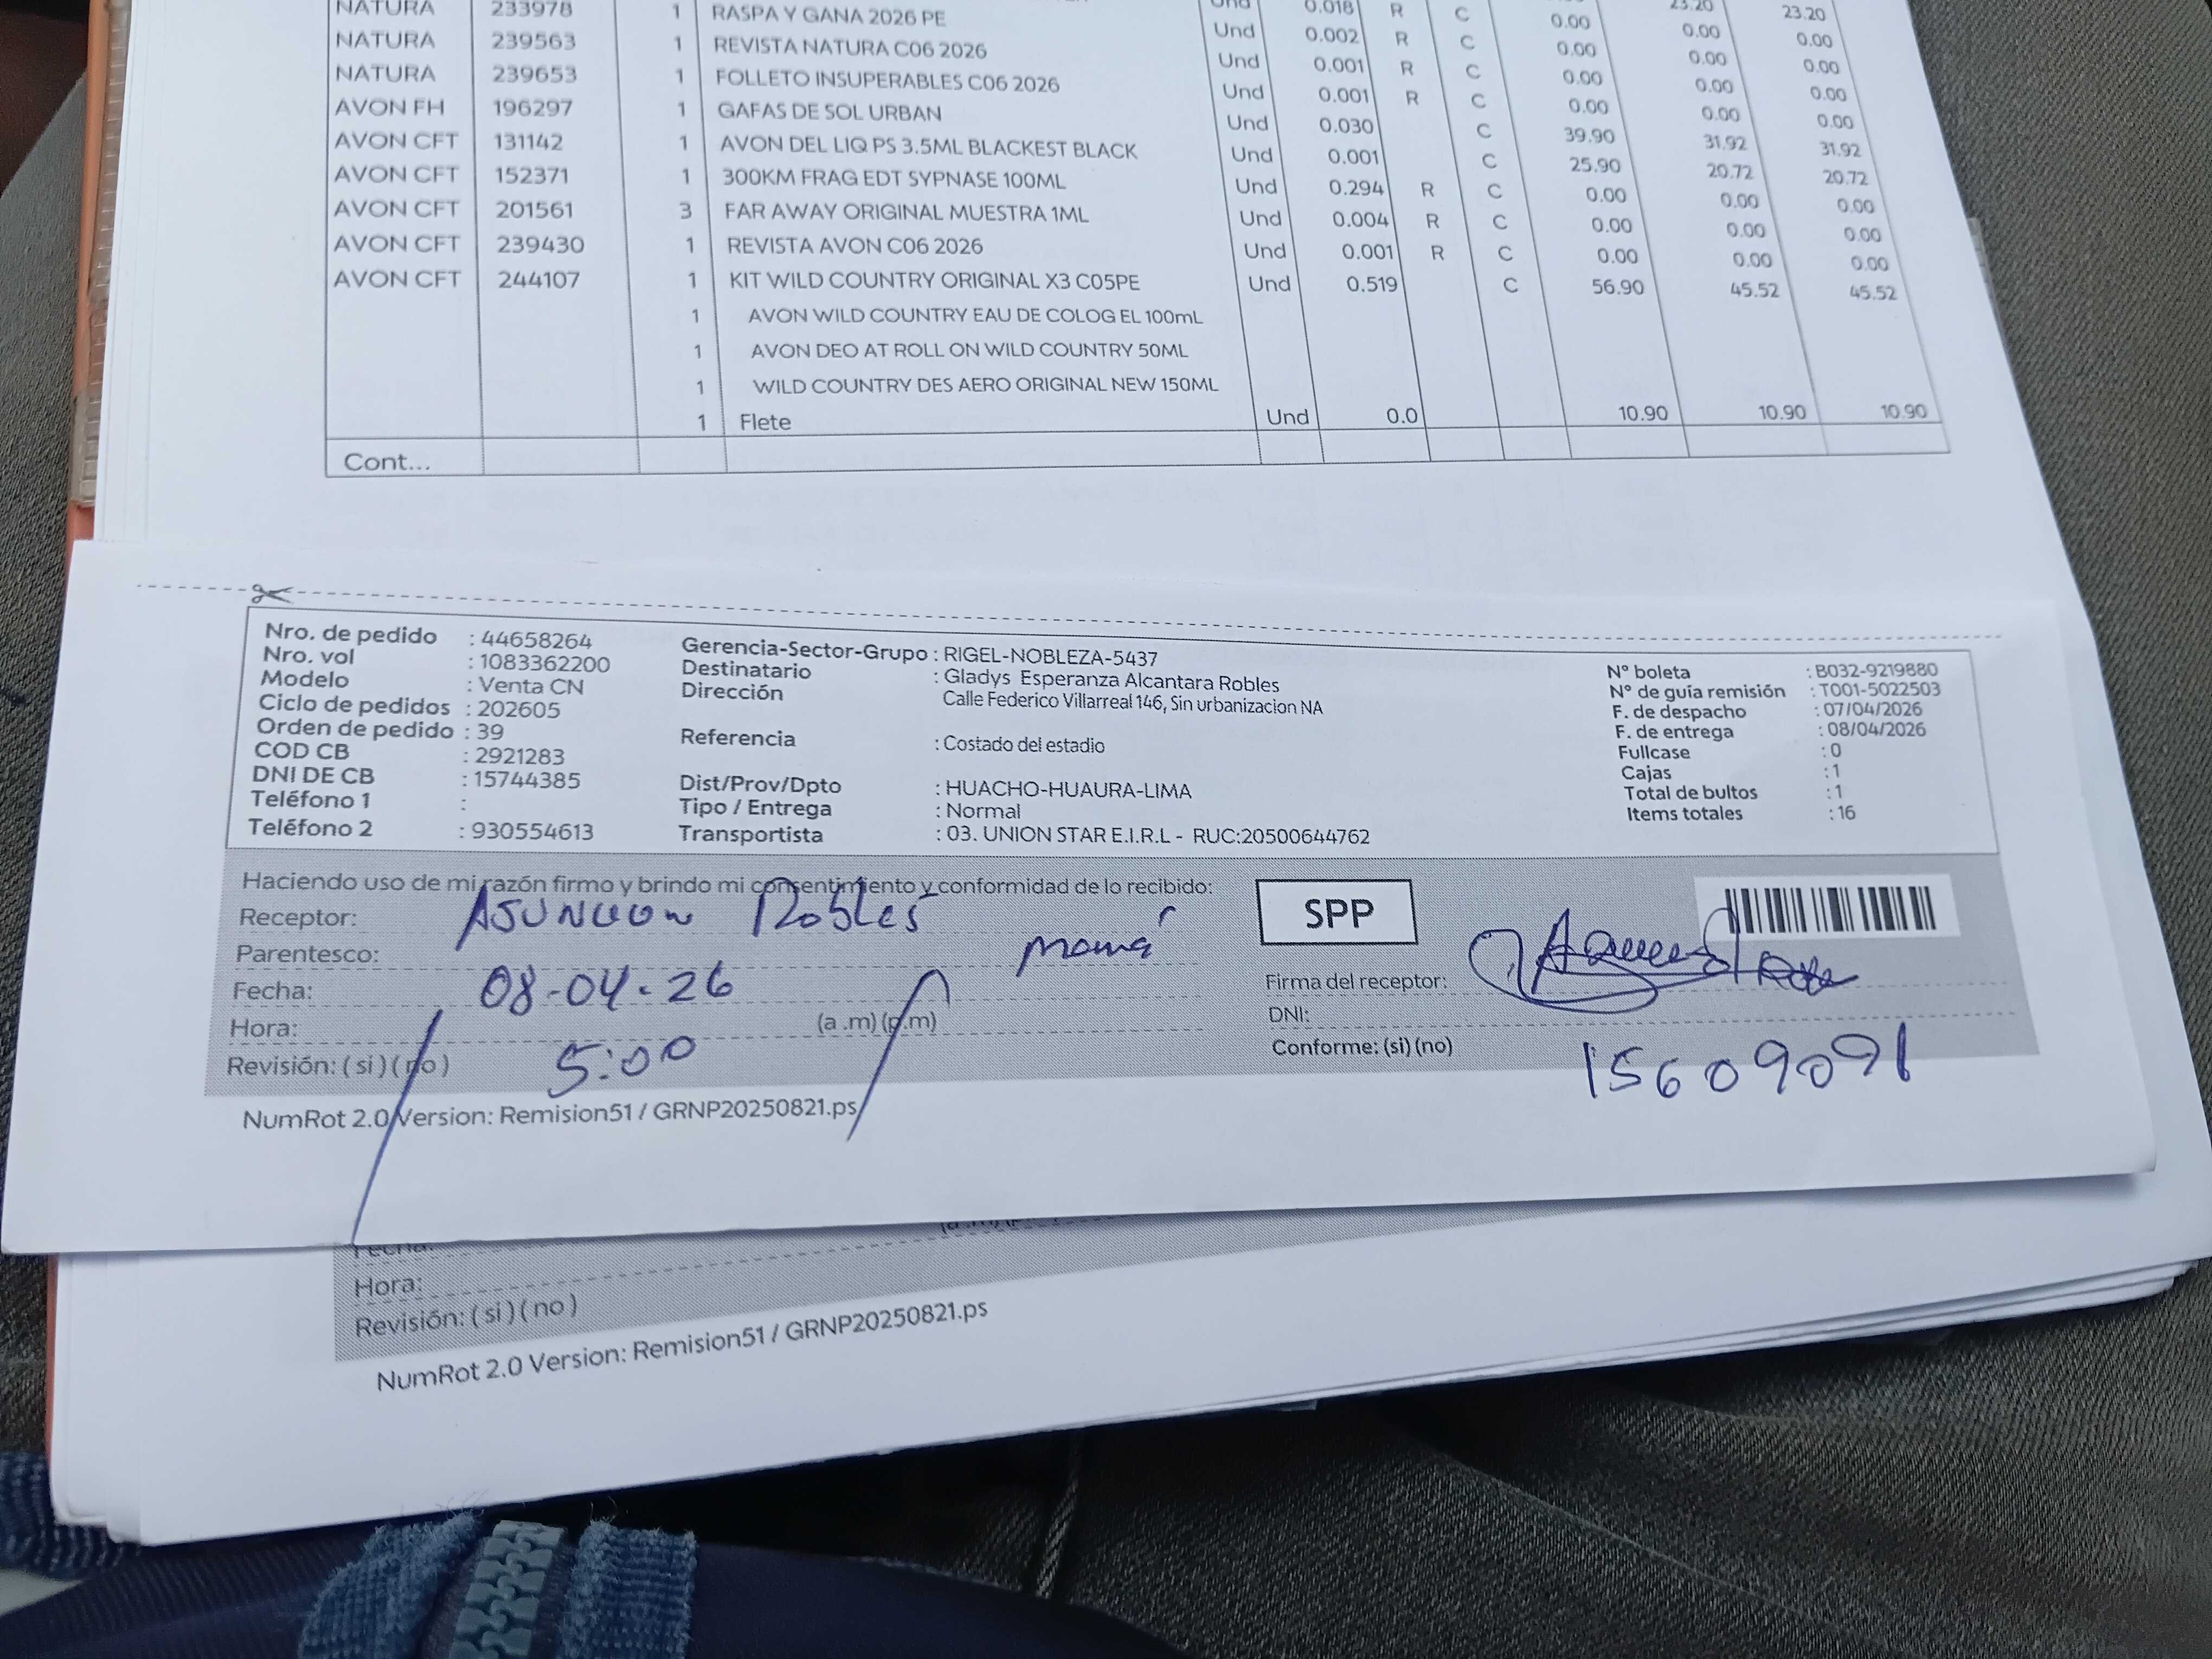 NATURA 233978 1 RASPA Y GANA 2026 PE Und 0.018 R C 0.00 23.20 23.20
NATURA 239563 1 REVISTA NATURA C06 2026 Und 0.002 R C 0.00 0.00 0.00
NATURA 239653 1 FOLLETO INSUPERABLES C06 2026 Und 0.001 R C 0.00 0.00 0.00
AVON FH 196297 1 GAFAS DE SOL URBAN Und 0.001 R C 0.00 0.00 0.00
AVON CFT 131142 1 AVON DEL LIQ PS 3.5ML BLACKEST BLACK Und 0.030 C 39.90 31.92 31.92
AVON CFT 152371 1 300KM FRAG EDT SYPNASE 100ML Und 0.001 C 25.90 20.72 20.72
AVON CFT 201561 3 FAR AWAY ORIGINAL MUESTRA 1ML Und 0.294 R C 0.00 0.00 0.00
AVON CFT 239430 1 REVISTA AVON C06 2026 Und 0.004 R C 0.00 0.00 0.00
AVON CFT 244107 1 KIT WILD COUNTRY ORIGINAL X3 C05PE Und 0.001 R C 0.00 0.00 0.00
Und 0.519 C 56.90 45.52 45.52
1 AVON WILD COUNTRY EAU DE COLOG EL 100mL
1 AVON DEO AT ROLL ON WILD COUNTRY 50ML
1 WILD COUNTRY DES AERO ORIGINAL NEW 150ML
1 Flete Und 0.0 10.90 10.90 10.90
Cont...
Nro. de pedido : 44658264
Nro. vol : 1083362200
Modelo : Venta CN
Ciclo de pedidos : 202605
Orden de pedido : 39
COD CB : 2921283
DNI DE CB : 15744385
Teléfono 1 :
Teléfono 2 : 930554613
Gerencia-Sector-Grupo : RIGEL-NOBLEZA-5437
Destinatario : Gladys Esperanza Alcantara Robles
Dirección Calle Federico Villarreal 146, Sin urbanizacion NA
Referencia : Costado del estadio
Dist/Prov/Dpto : HUACHO-HUAURA-LIMA
Tipo / Entrega : Normal
Transportista : 03. UNION STAR E.I.R.L - RUC:20500644762
N° boleta : B032-9219880
N° de guía remisión : T001-5022503
F. de despacho : 07/04/2026
F. de entrega : 08/04/2026
Fullcase : 0
Cajas : 1
Total de bultos : 1
Items totales : 16
Haciendo uso de mi razón firmo y brindo mi consentimiento y conformidad de lo recibido:
Receptor: ASUNCION Robles
Parentesco: mamá
Fecha: 08-04-26
Hora: (a .m) (p.m)
Revisión: ( si ) ( no ) 5:00
SPP
Firma del receptor:
DNI:
Conforme: (si) (no) 15609091
NumRot 2.0 Version: Remision51 / GRNP20250821.ps
Fecha:
Hora:
Revisión: ( si ) ( no )
NumRot 2.0 Version: Remision51 / GRNP20250821.ps